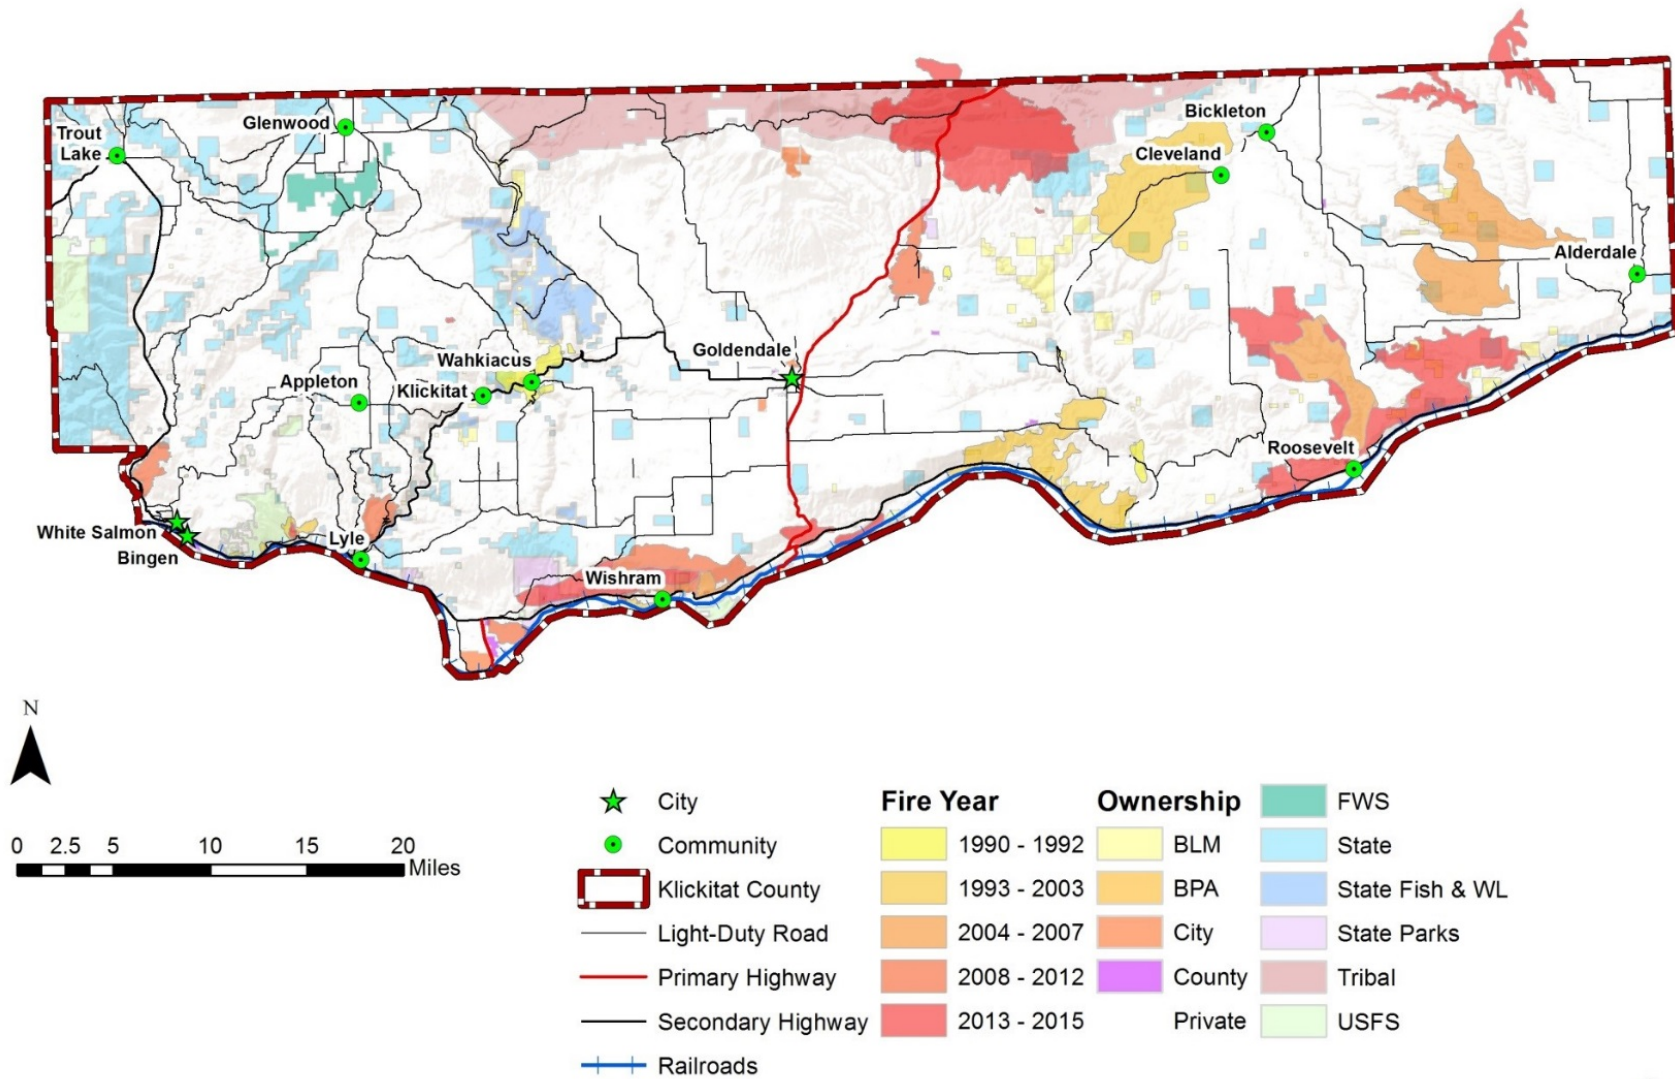 Trout
Lake
Glenwood
Bickleton
Cleveland
Alderdale
Goldendale
Wahkiacus
Appleton
Klickitat
Roosevelt
White Salmon
Bingen
Lyle
Wishram
N
0 2.5 5 10 15 20
Miles
City
Community
Klickitat County
Light-Duty Road
Primary Highway
Secondary Highway
Railroads
Fire Year
1990 - 1992
1993 - 2003
2004 - 2007
2008 - 2012
2013 - 2015
Ownership
BLM
BPA
City
County
Private
FWS
State
State Fish & WL
State Parks
Tribal
USFS